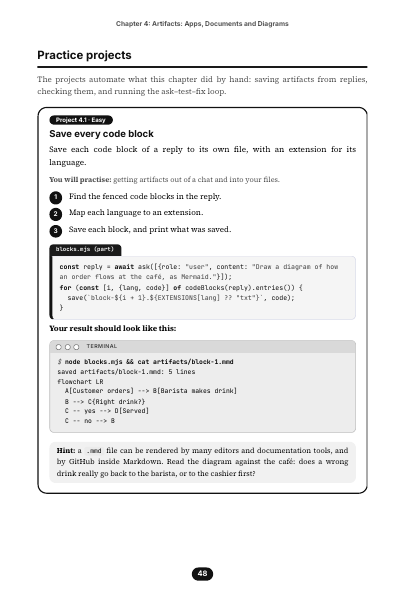 Chapter 4: Artifacts: Apps, Documents and Diagrams
Practice projects
The projects automate what this chapter did by hand: saving artifacts from replies,
checking them, and running the ask–test–fix loop.
Project 4.1 · Easy
Save every code block
Save each code block of a reply to its own file, with an extension for its
language.
You will practise: getting artifacts out of a chat and into your files.
1 Find the fenced code blocks in the reply.
2 Map each language to an extension.
3 Save each block, and print what was saved.
blocks.mjs (part)
const reply = await ask([{role: "user", content: "Draw a diagram of how
an order flows at the café, as Mermaid."}]);
for (const [i, {lang, code}] of codeBlocks(reply).entries()) {
  save(`block-${i + 1}.${EXTENSIONS[lang] ?? "txt"}`, code);
}
Your result should look like this:
TERMINAL
$ node blocks.mjs && cat artifacts/block-1.mmd
saved artifacts/block-1.mmd: 5 lines
flowchart LR
  A[Customer orders] --> B[Barista makes drink]
  B --> C{Right drink?}
  C -- yes --> D[Served]
  C -- no --> B
Hint: a .mmd file can be rendered by many editors and documentation tools, and
by GitHub inside Markdown. Read the diagram against the café: does a wrong
drink really go back to the barista, or to the cashier first?
48